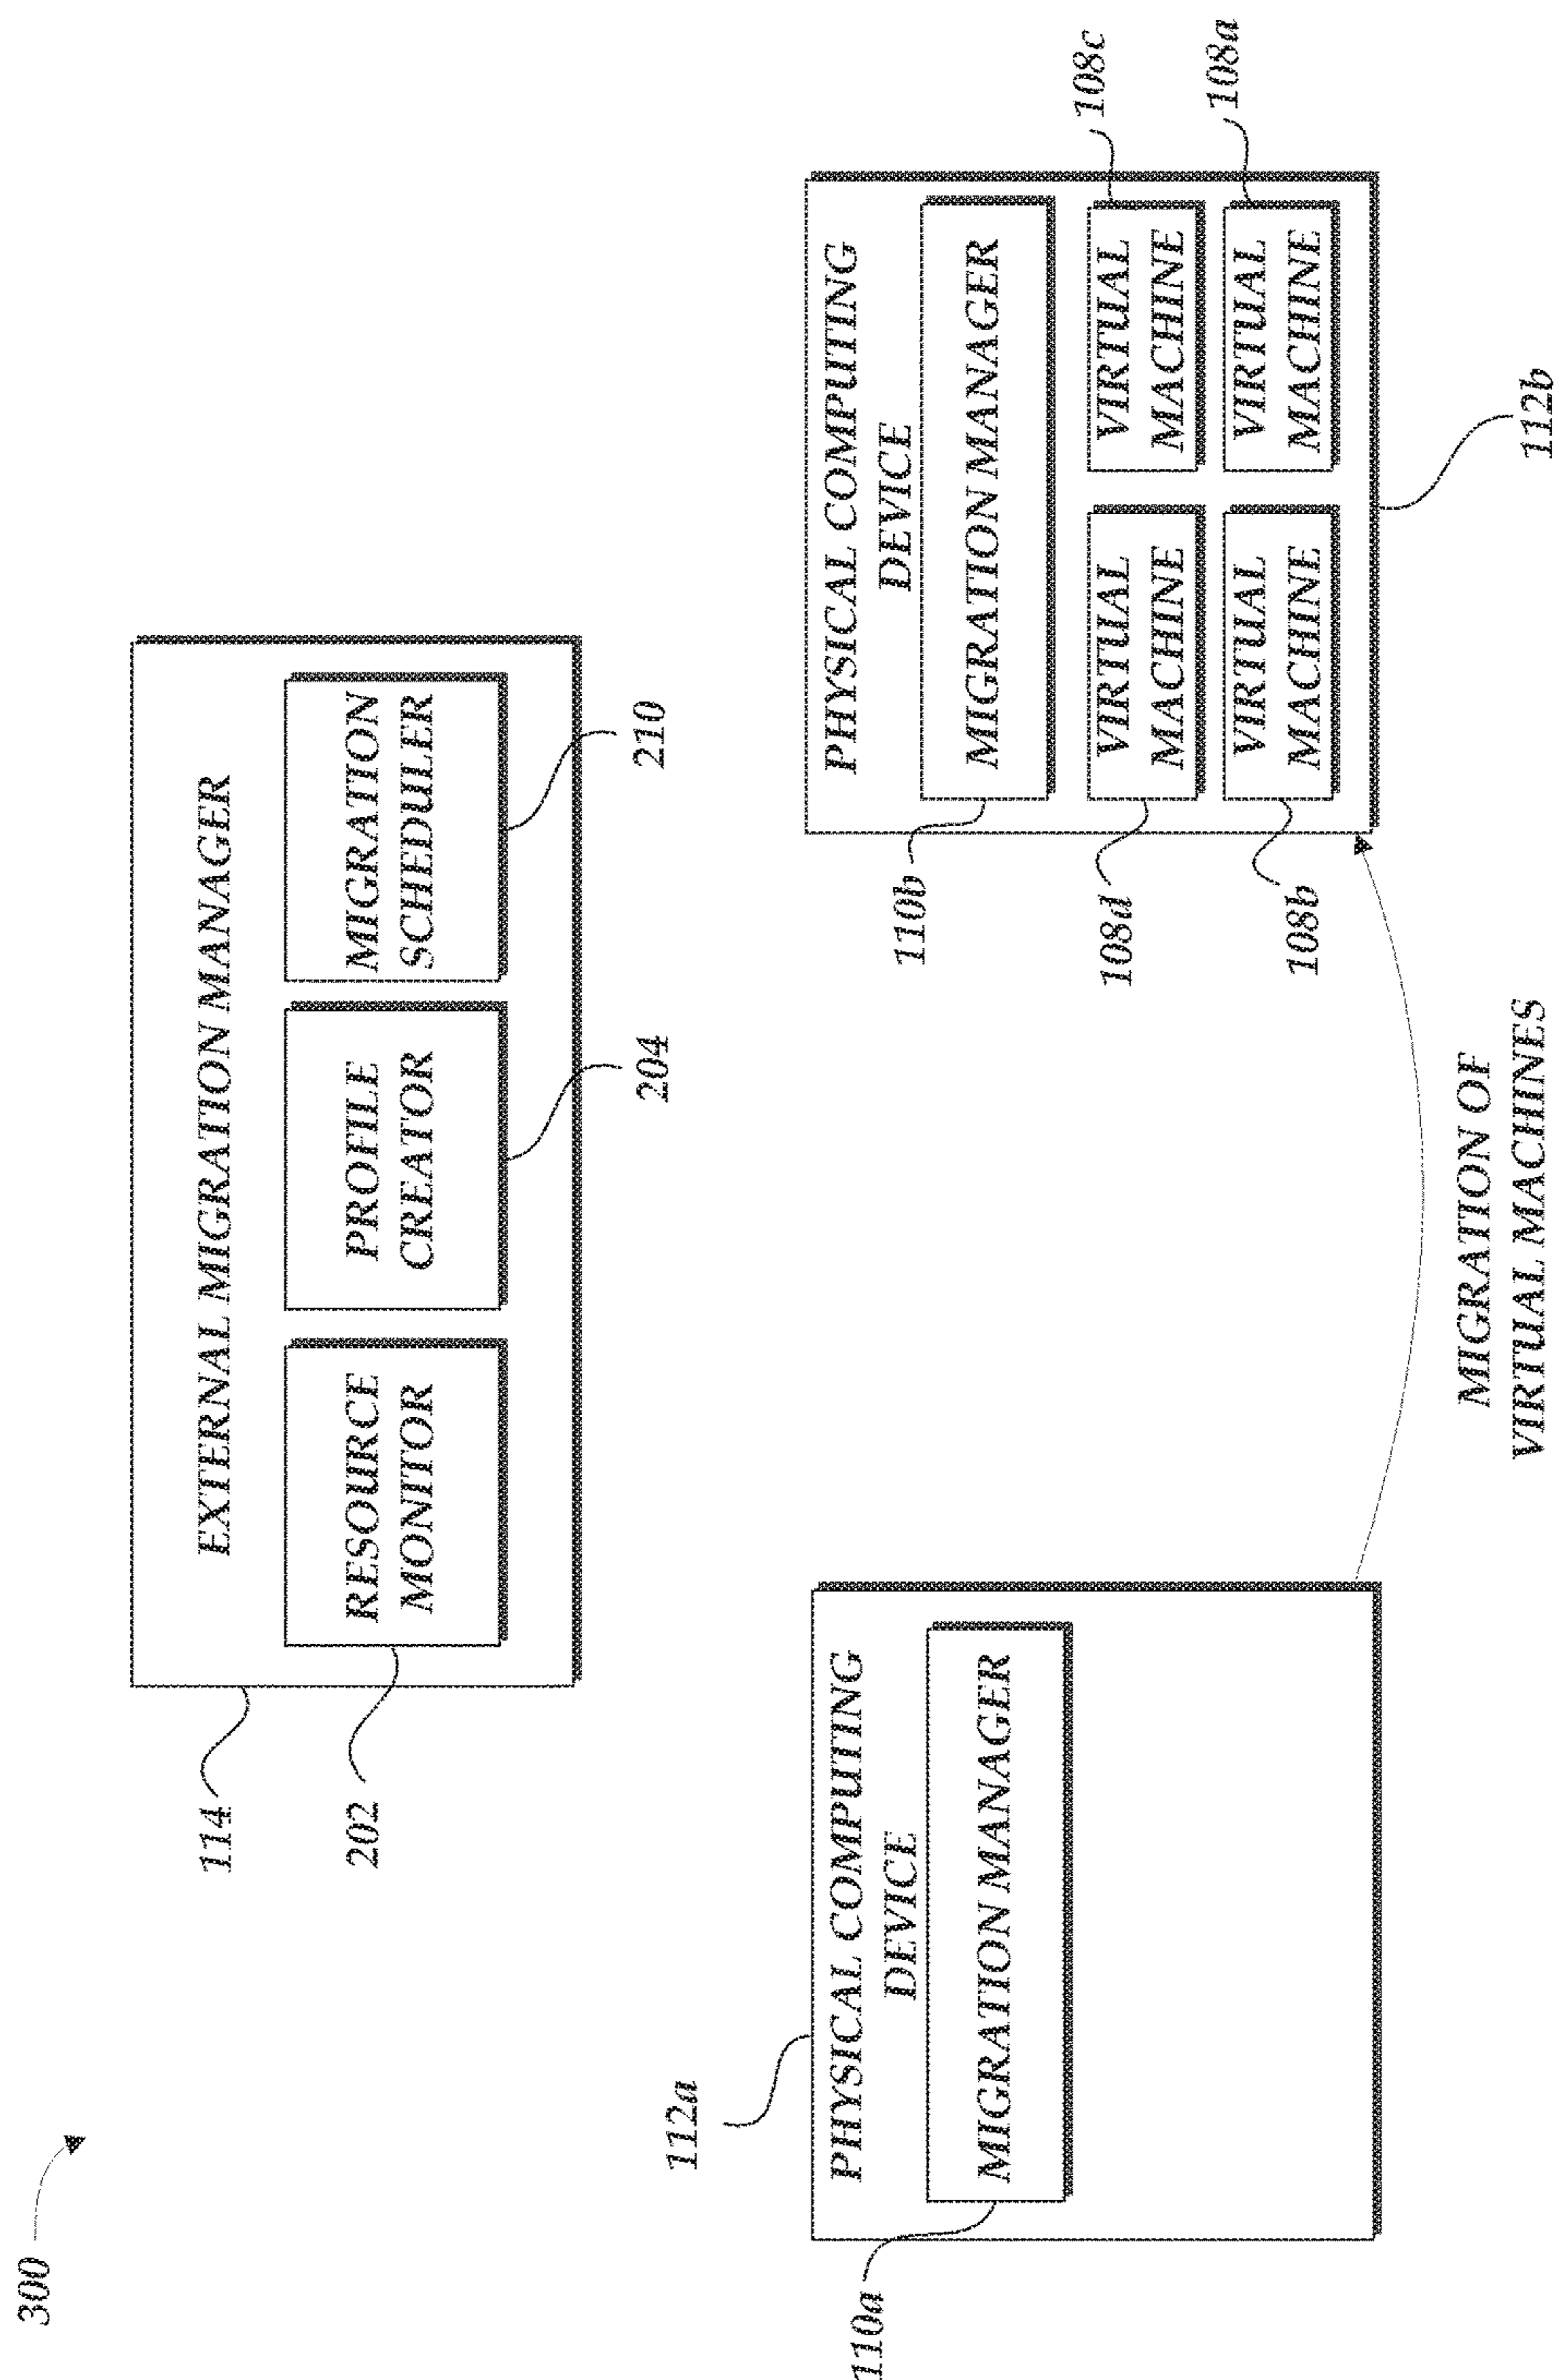 300
EXTERNAL MIGRATION MANAGER
114
RESOURCE
MONITOR
202
PROFILE
CREATOR
204
MIGRATION
SCHEDULER
210
112a
PHYSICAL COMPUTING
DEVICE
110a
MIGRATION MANAGER
PHYSICAL COMPUTING
DEVICE
110b
MIGRATION MANAGER
108d
VIRTUAL
MACHINE
VIRTUAL
MACHINE
108c
108b
VIRTUAL
MACHINE
VIRTUAL
MACHINE
108a
112b
MIGRATION OF
VIRTUAL MACHINES